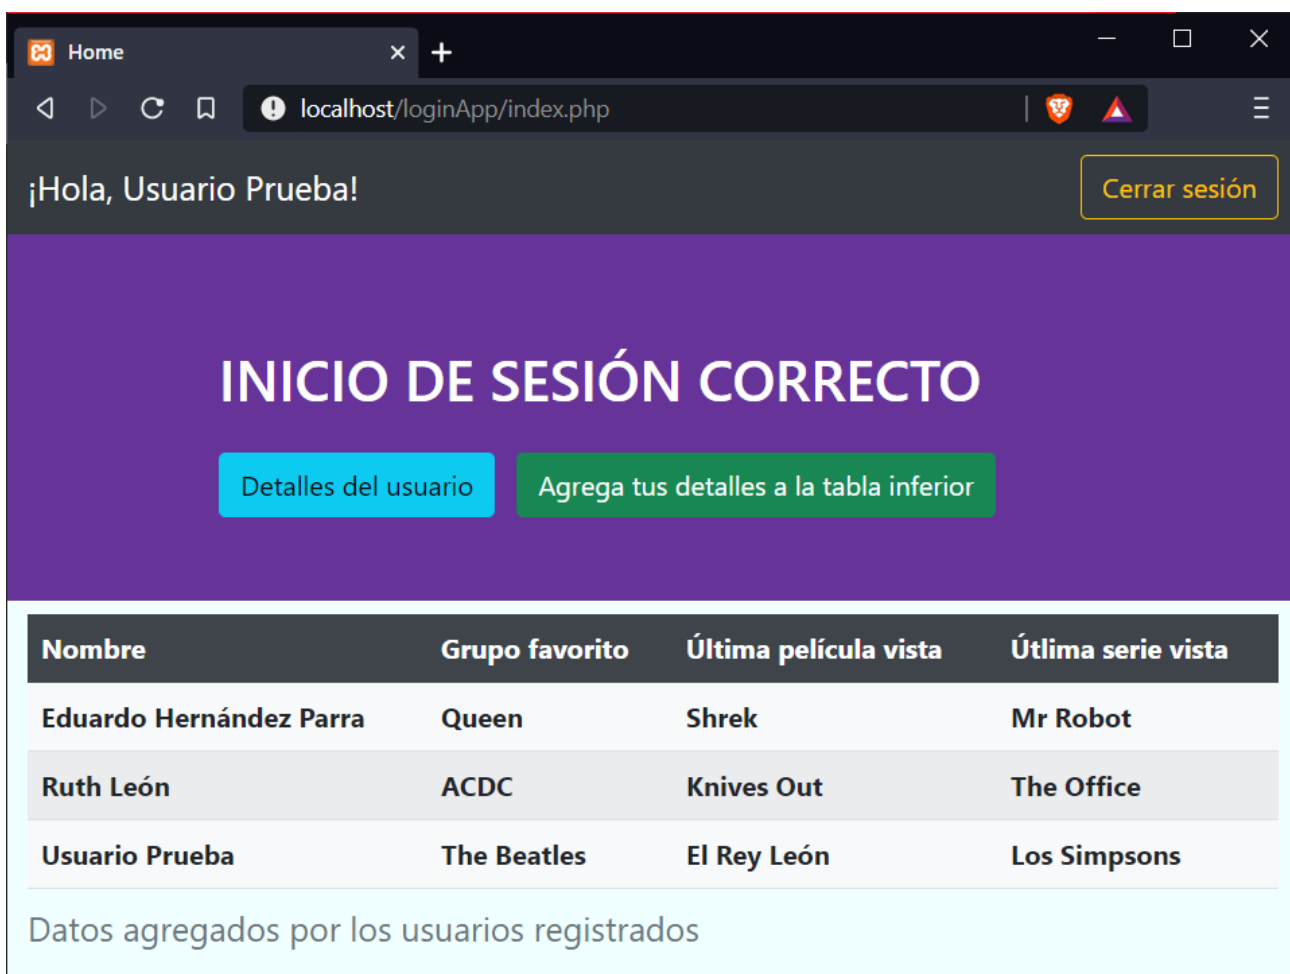 Home
localhost/loginApp/index.php
¡Hola, Usuario Prueba!
Cerrar sesión
INICIO DE SESIÓN CORRECTO
Detalles del usuario
Agrega tus detalles a la tabla inferior
Nombre Grupo favorito Última película vista Útlima serie vista
Eduardo Hernández Parra Queen Shrek Mr Robot
Ruth León ACDC Knives Out The Office
Usuario Prueba The Beatles El Rey León Los Simpsons
Datos agregados por los usuarios registrados